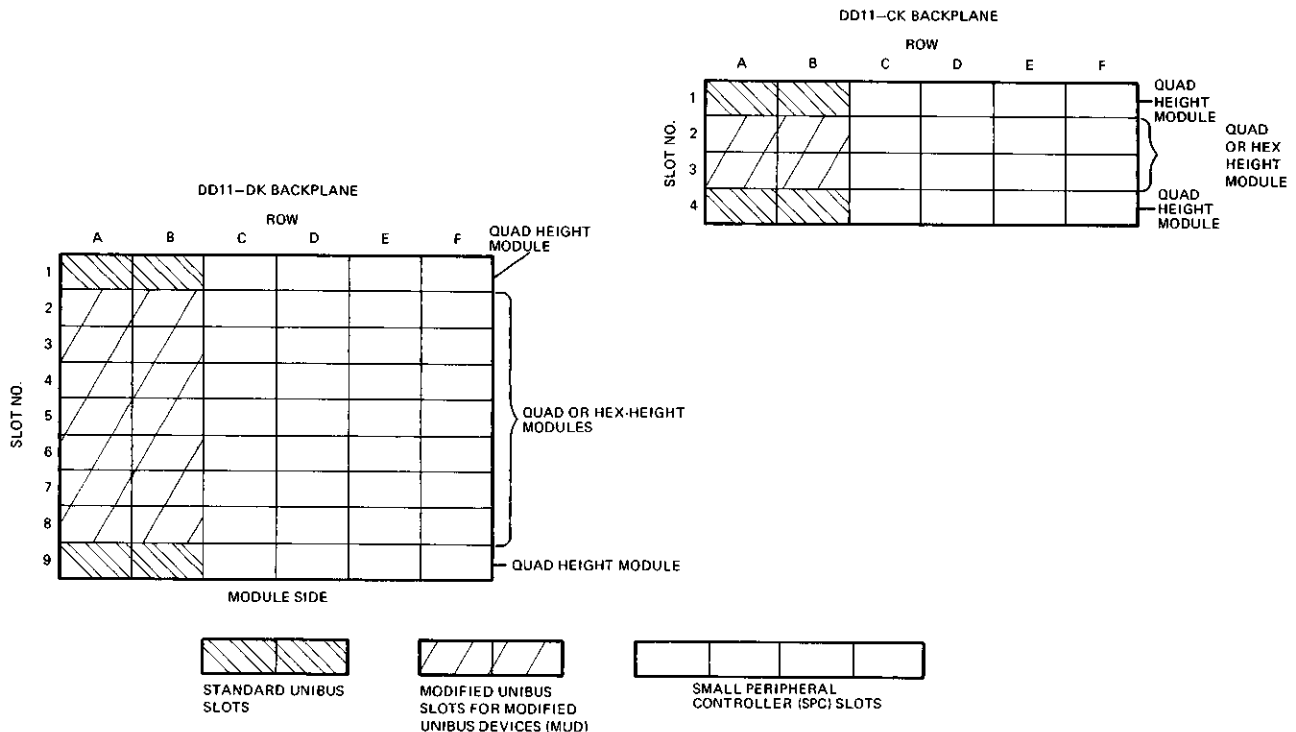 DD11-CK BACKPLANE
ROW
A B C D E F
SLOT NO.
1
2
3
4
QUAD
HEIGHT
MODULE
QUAD
OR HEX
HEIGHT
MODULE
QUAD
HEIGHT
MODULE
DD11-DK BACKPLANE
ROW
A B C D E F
SLOT NO.
1
2
3
4
5
6
7
8
9
QUAD HEIGHT
MODULE
QUAD OR HEX-HEIGHT
MODULES
QUAD HEIGHT MODULE
MODULE SIDE
STANDARD UNIBUS
SLOTS
MODIFIED UNIBUS
SLOTS FOR MODIFIED
UNIBUS DEVICES (MUD)
SMALL PERIPHERAL
CONTROLLER (SPC) SLOTS